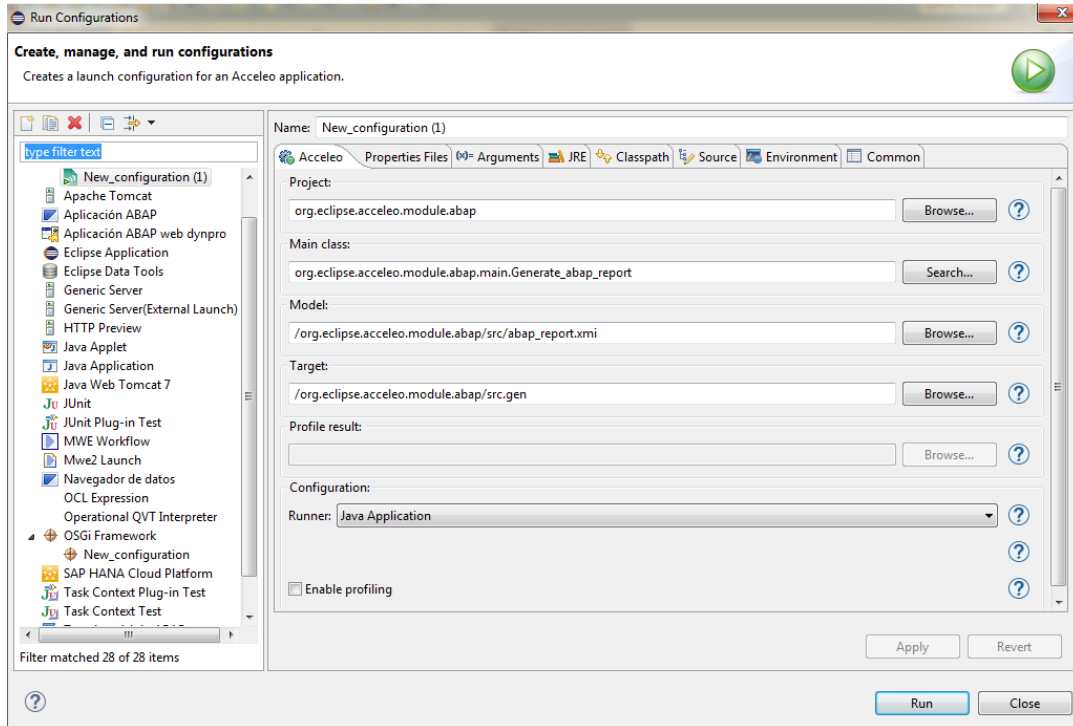 Run Configurations
Create, manage, and run configurations
Creates a launch configuration for an Acceleo application.
type filter text
New_configuration (1)
Apache Tomcat
Aplicación ABAP
Aplicación ABAP web dynpro
Eclipse Application
Eclipse Data Tools
Generic Server
Generic Server(External Launch)
HTTP Preview
Java Applet
Java Application
Java Web Tomcat 7
JUnit
JUnit Plug-in Test
MWE Workflow
Mwe2 Launch
Navegador de datos
OCL Expression
Operational QVT Interpreter
OSGi Framework
New_configuration
SAP HANA Cloud Platform
Task Context Plug-in Test
Task Context Test
Filter matched 28 of 28 items
Name: New_configuration (1)
Acceleo Properties Files (x)= Arguments JRE Classpath Source Environment Common
Project:
org.eclipse.acceleo.module.abap Browse...
Main class:
org.eclipse.acceleo.module.abap.main.Generate_abap_report Search...
Model:
/org.eclipse.acceleo.module.abap/src/abap_report.xmi Browse...
Target:
/org.eclipse.acceleo.module.abap/src.gen Browse...
Profile result:
Browse...
Configuration:
Runner: Java Application
Enable profiling
Apply Revert
Run Close